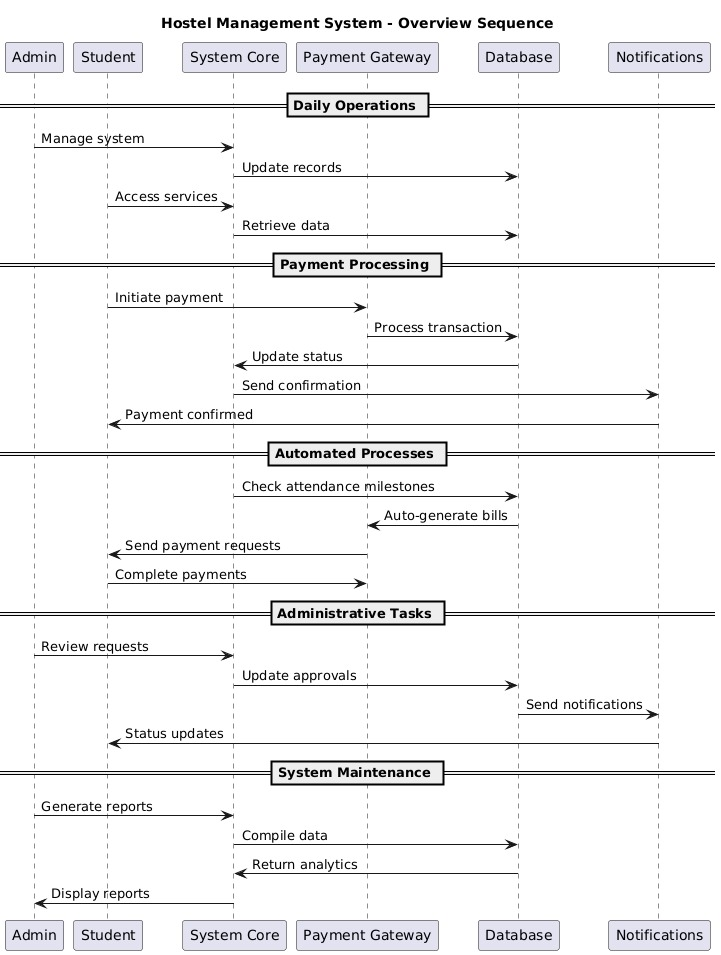 Hostel Management System - Overview Sequence
Admin Student System Core Payment Gateway Database Notifications
Daily Operations
Manage system
Update records
Access services
Retrieve data
Payment Processing
Initiate payment
Process transaction
Update status
Send confirmation
Payment confirmed
Automated Processes
Check attendance milestones
Auto-generate bills
Send payment requests
Complete payments
Administrative Tasks
Review requests
Update approvals
Send notifications
Status updates
System Maintenance
Generate reports
Compile data
Return analytics
Display reports
Admin Student System Core Payment Gateway Database Notifications